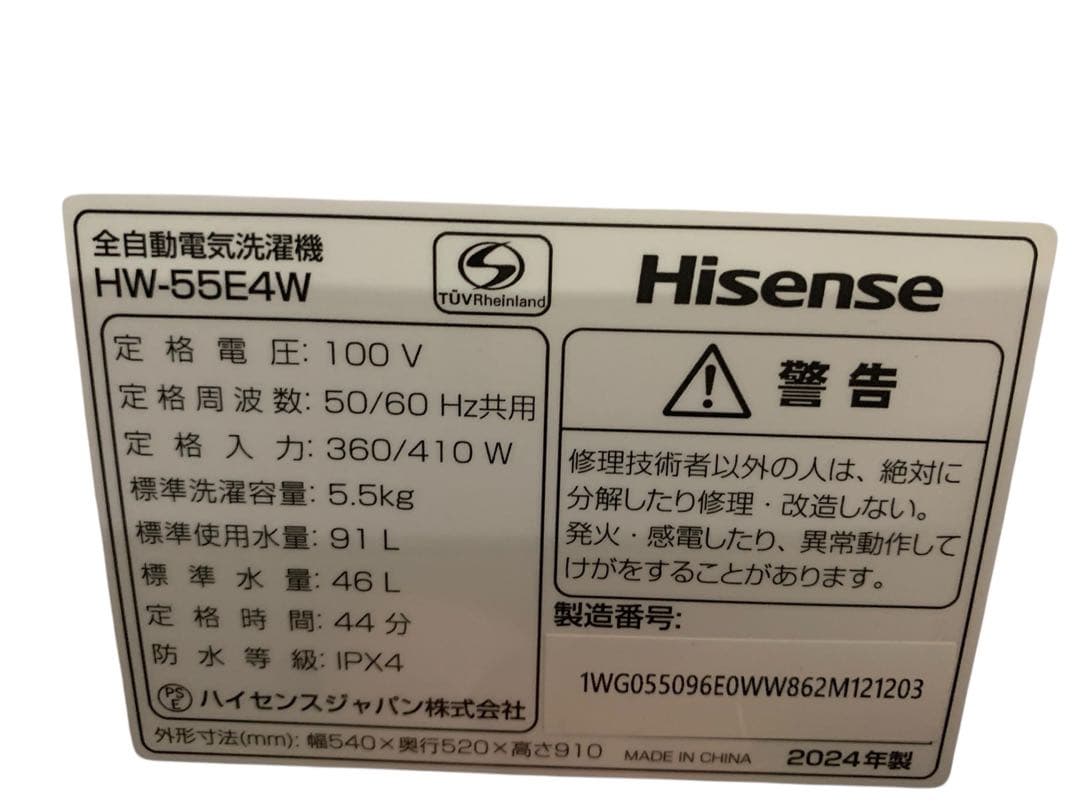 全自動電気洗濯機
HW-55E4W
TÜVRheinland
Hisense
定格電圧: 100 V
定格周波数: 50/60 Hz共用
定格入力: 360/410 W
標準洗濯容量: 5.5kg
標準使用水量: 91 L
標準水量: 46 L
定格時間: 44 分
防水等級: IPX4
PSE ハイセンスジャパン株式会社
警告
修理技術者以外の人は、絶対に
分解したり修理・改造しない。
発火・感電したり、異常動作して
けがをすることがあります。
製造番号:
1WG055096E0WW862M121203
外形寸法(mm): 幅540×奥行520×高さ910
MADE IN CHINA
2024年製